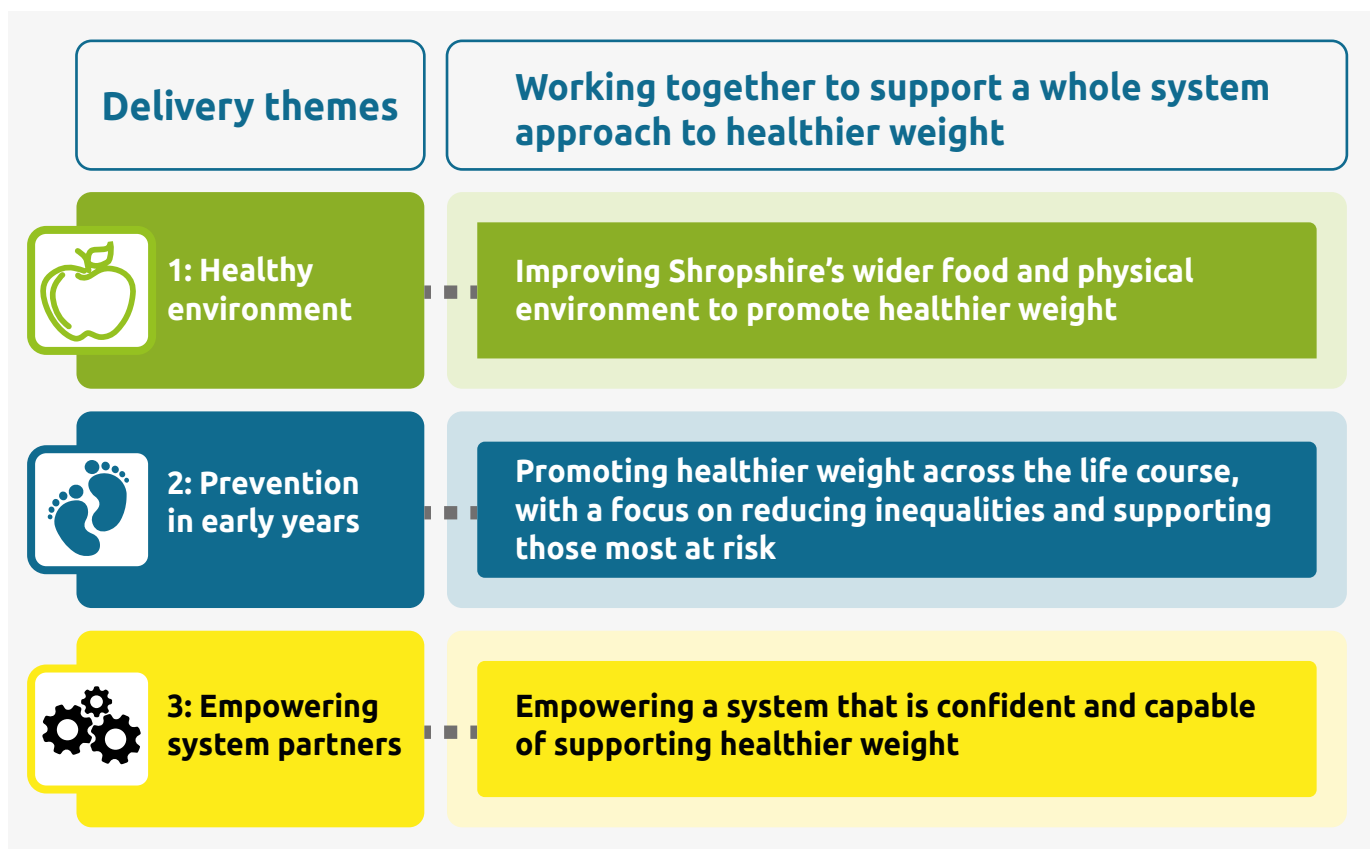 Delivery themes
Working together to support a whole system
approach to healthier weight
1: Healthy
environment
Improving Shropshire’s wider food and physical
environment to promote healthier weight
2: Prevention
in early years
Promoting healthier weight across the life course,
with a focus on reducing inequalities and supporting
those most at risk
3: Empowering
system partners
Empowering a system that is confident and capable
of supporting healthier weight